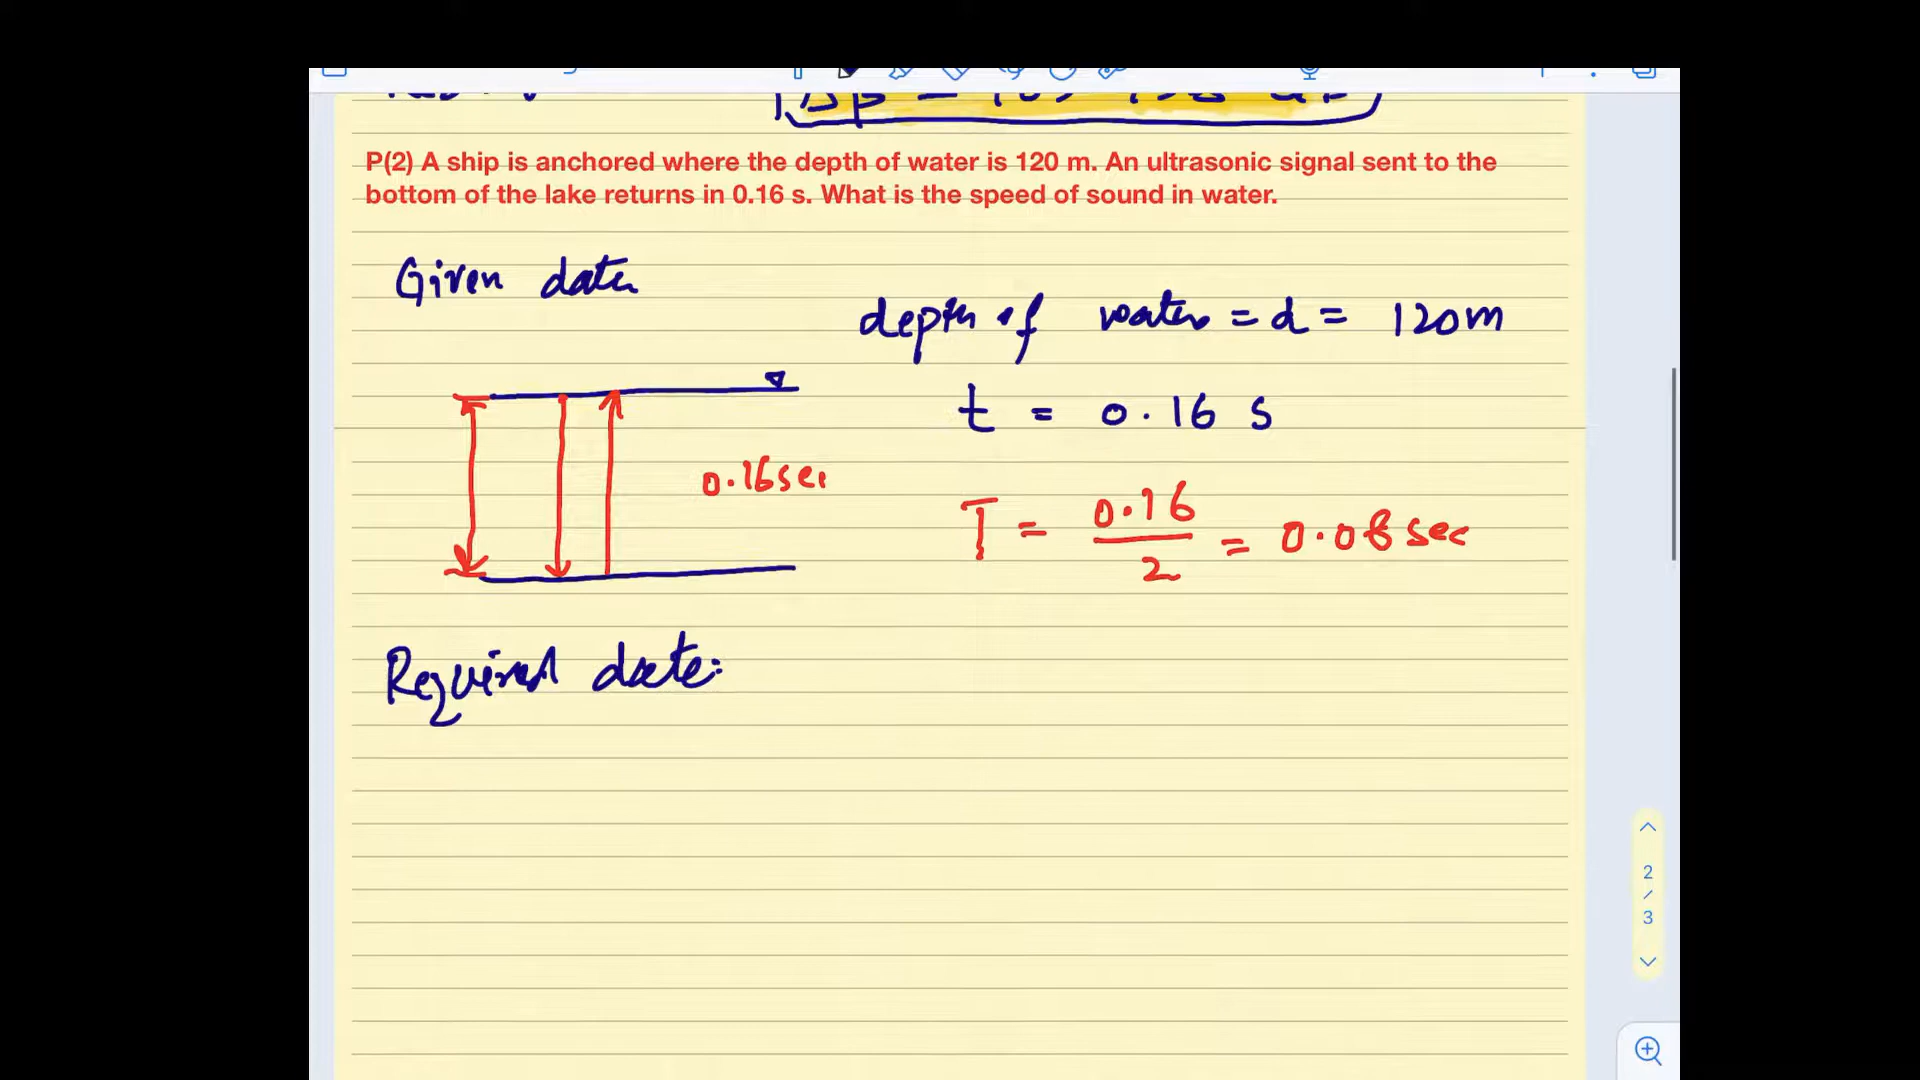 P(2) A ship is anchored where the depth of water is 120 m. An ultrasonic signal sent to the
bottom of the lake returns in 0.16 s. What is the speed of sound in water.
Given data
depth of water = d = 120m
t = 0.16 s
0.16sec
T = 0.16 / 2 = 0.08 sec
Required data:
2
/
3